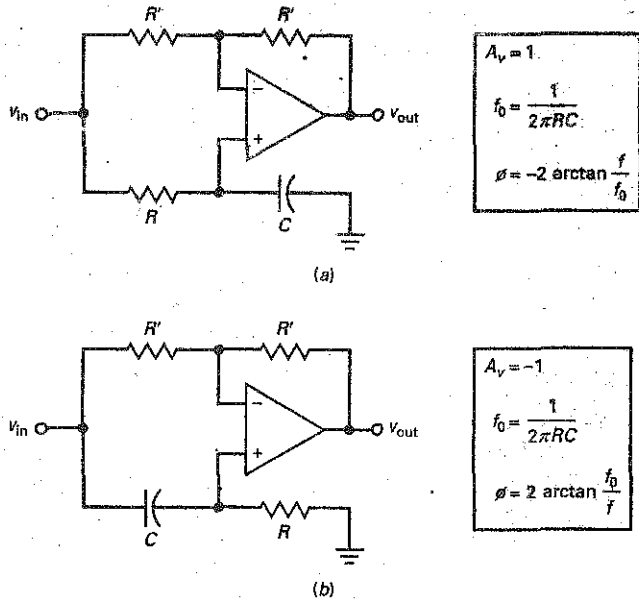 R' R'
v_in
−
+
v_out
R
C
A_v = 1
f_0 = 1 / 2πRC
ø = −2 arctan f / f_0
(a)
R' R'
v_in
−
+
v_out
C
R
A_v = −1
f_0 = 1 / 2πRC
ø = 2 arctan f_0 / f
(b)